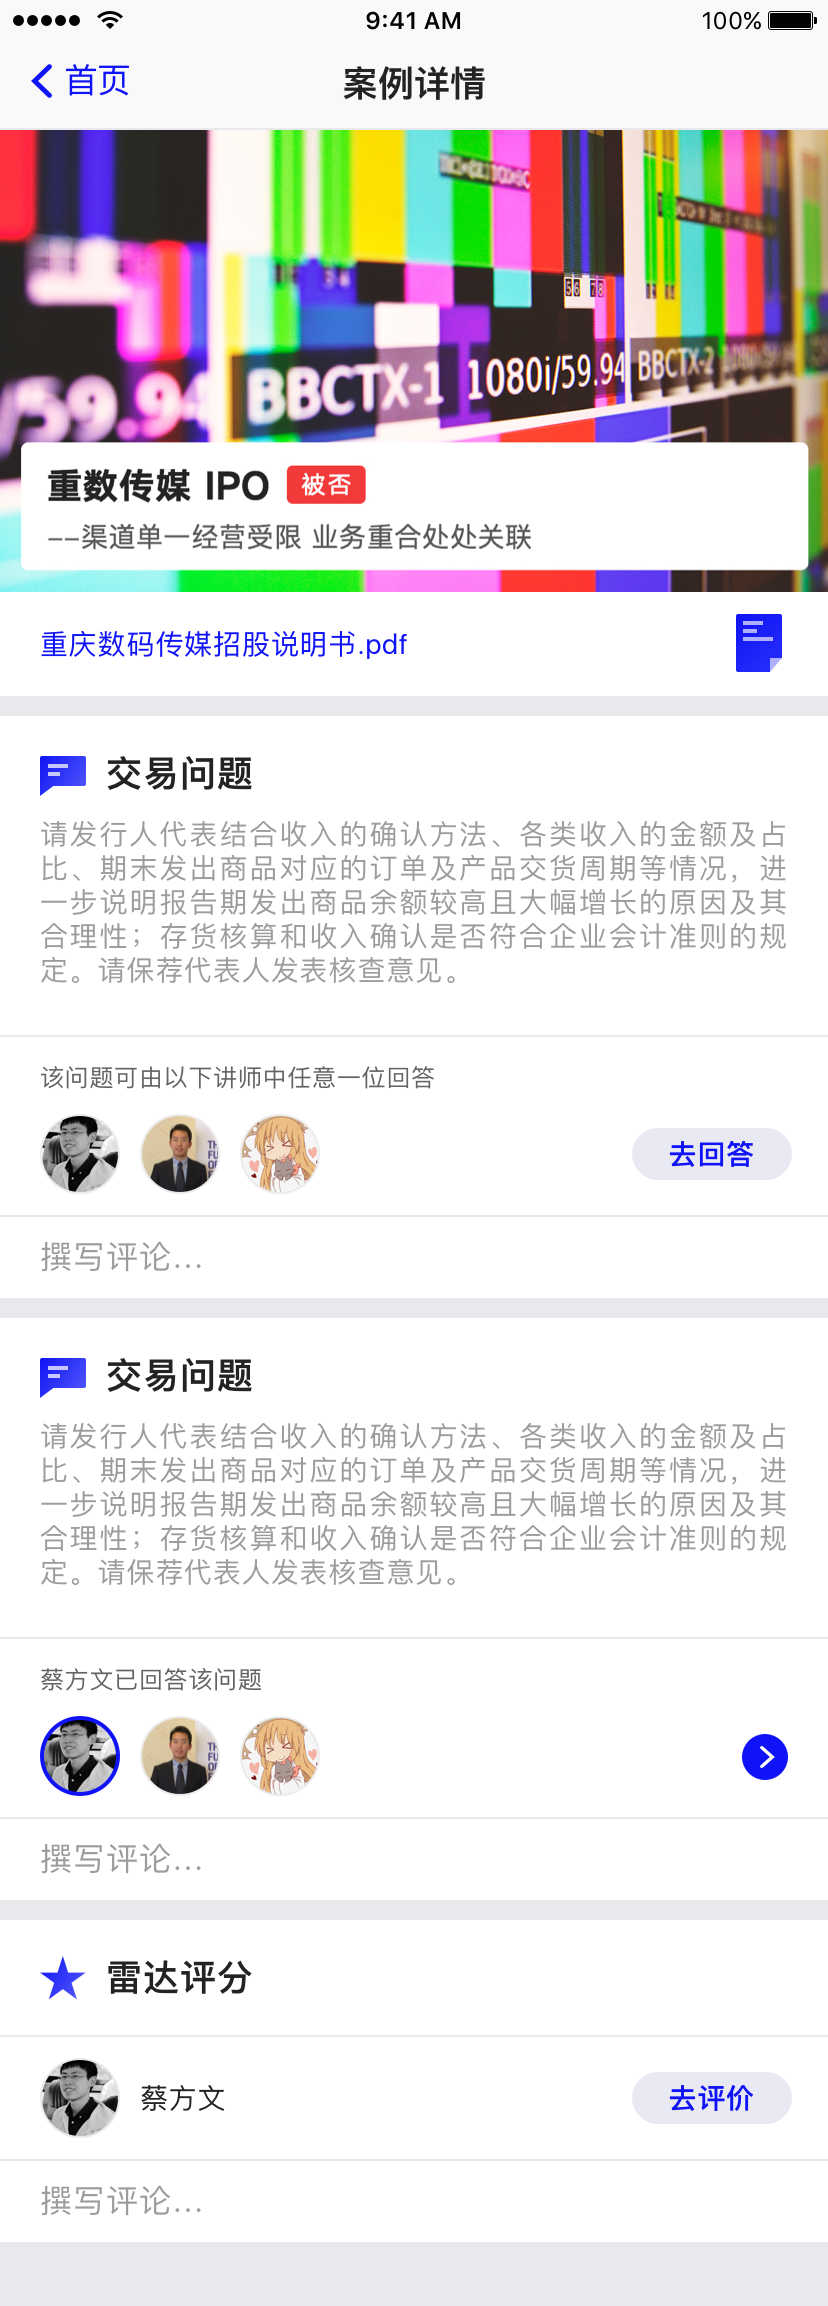 9:41 AM
100%
首页
案例详情
/59.94
BBCTX-1
1080i/59.94
BBCTX-2
56 78
重数传媒 IPO
被否
--渠道单一经营受限 业务重合处处关联
重庆数码传媒招股说明书.pdf
交易问题
请发行人代表结合收入的确认方法、各类收入的金额及占
比、期末发出商品对应的订单及产品交货周期等情况，进
一步说明报告期发出商品余额较高且大幅增长的原因及其
合理性；存货核算和收入确认是否符合企业会计准则的规
定。请保荐代表人发表核查意见。
该问题可由以下讲师中任意一位回答
去回答
撰写评论...
交易问题
请发行人代表结合收入的确认方法、各类收入的金额及占
比、期末发出商品对应的订单及产品交货周期等情况，进
一步说明报告期发出商品余额较高且大幅增长的原因及其
合理性；存货核算和收入确认是否符合企业会计准则的规
定。请保荐代表人发表核查意见。
蔡方文已回答该问题
撰写评论...
雷达评分
蔡方文
去评价
撰写评论...